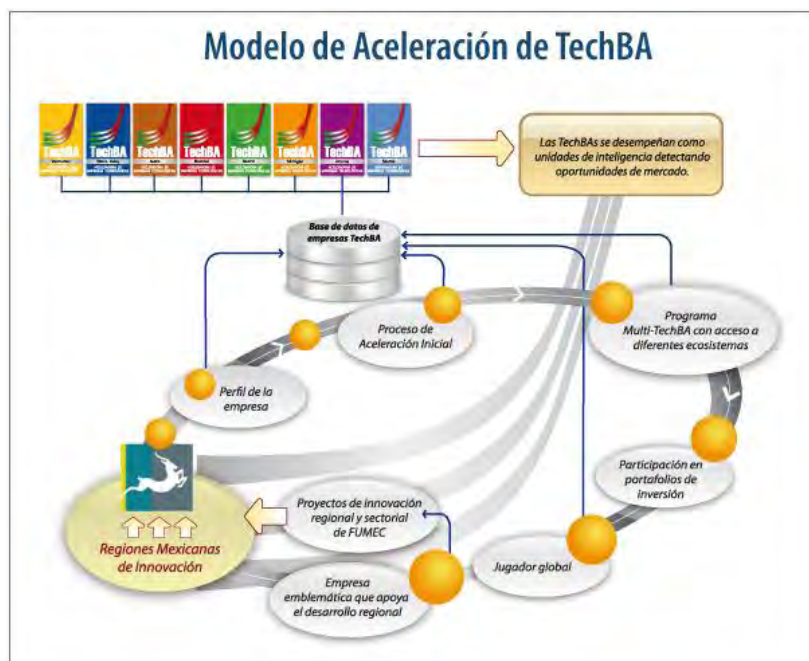 Modelo de Aceleración de TechBA
TechBA
TechBA
TechBA
TechBA
TechBA
TechBA
TechBA
TechBA
Las TechBAs se desempeñan como
unidades de inteligencia detectando
oportunidades de mercado.
Base de datos de
empresas TechBA
Proceso de
Aceleración Inicial
Programa
Multi-TechBA con acceso a
diferentes ecosistemas
Perfil de la
empresa
Participación en
portafolios de
inversión
Proyectos de innovación
regional y sectorial
de FUMEC
Regiones Mexicanas
de Innovación
Jugador global
Empresa
emblemática que apoya
el desarrollo regional